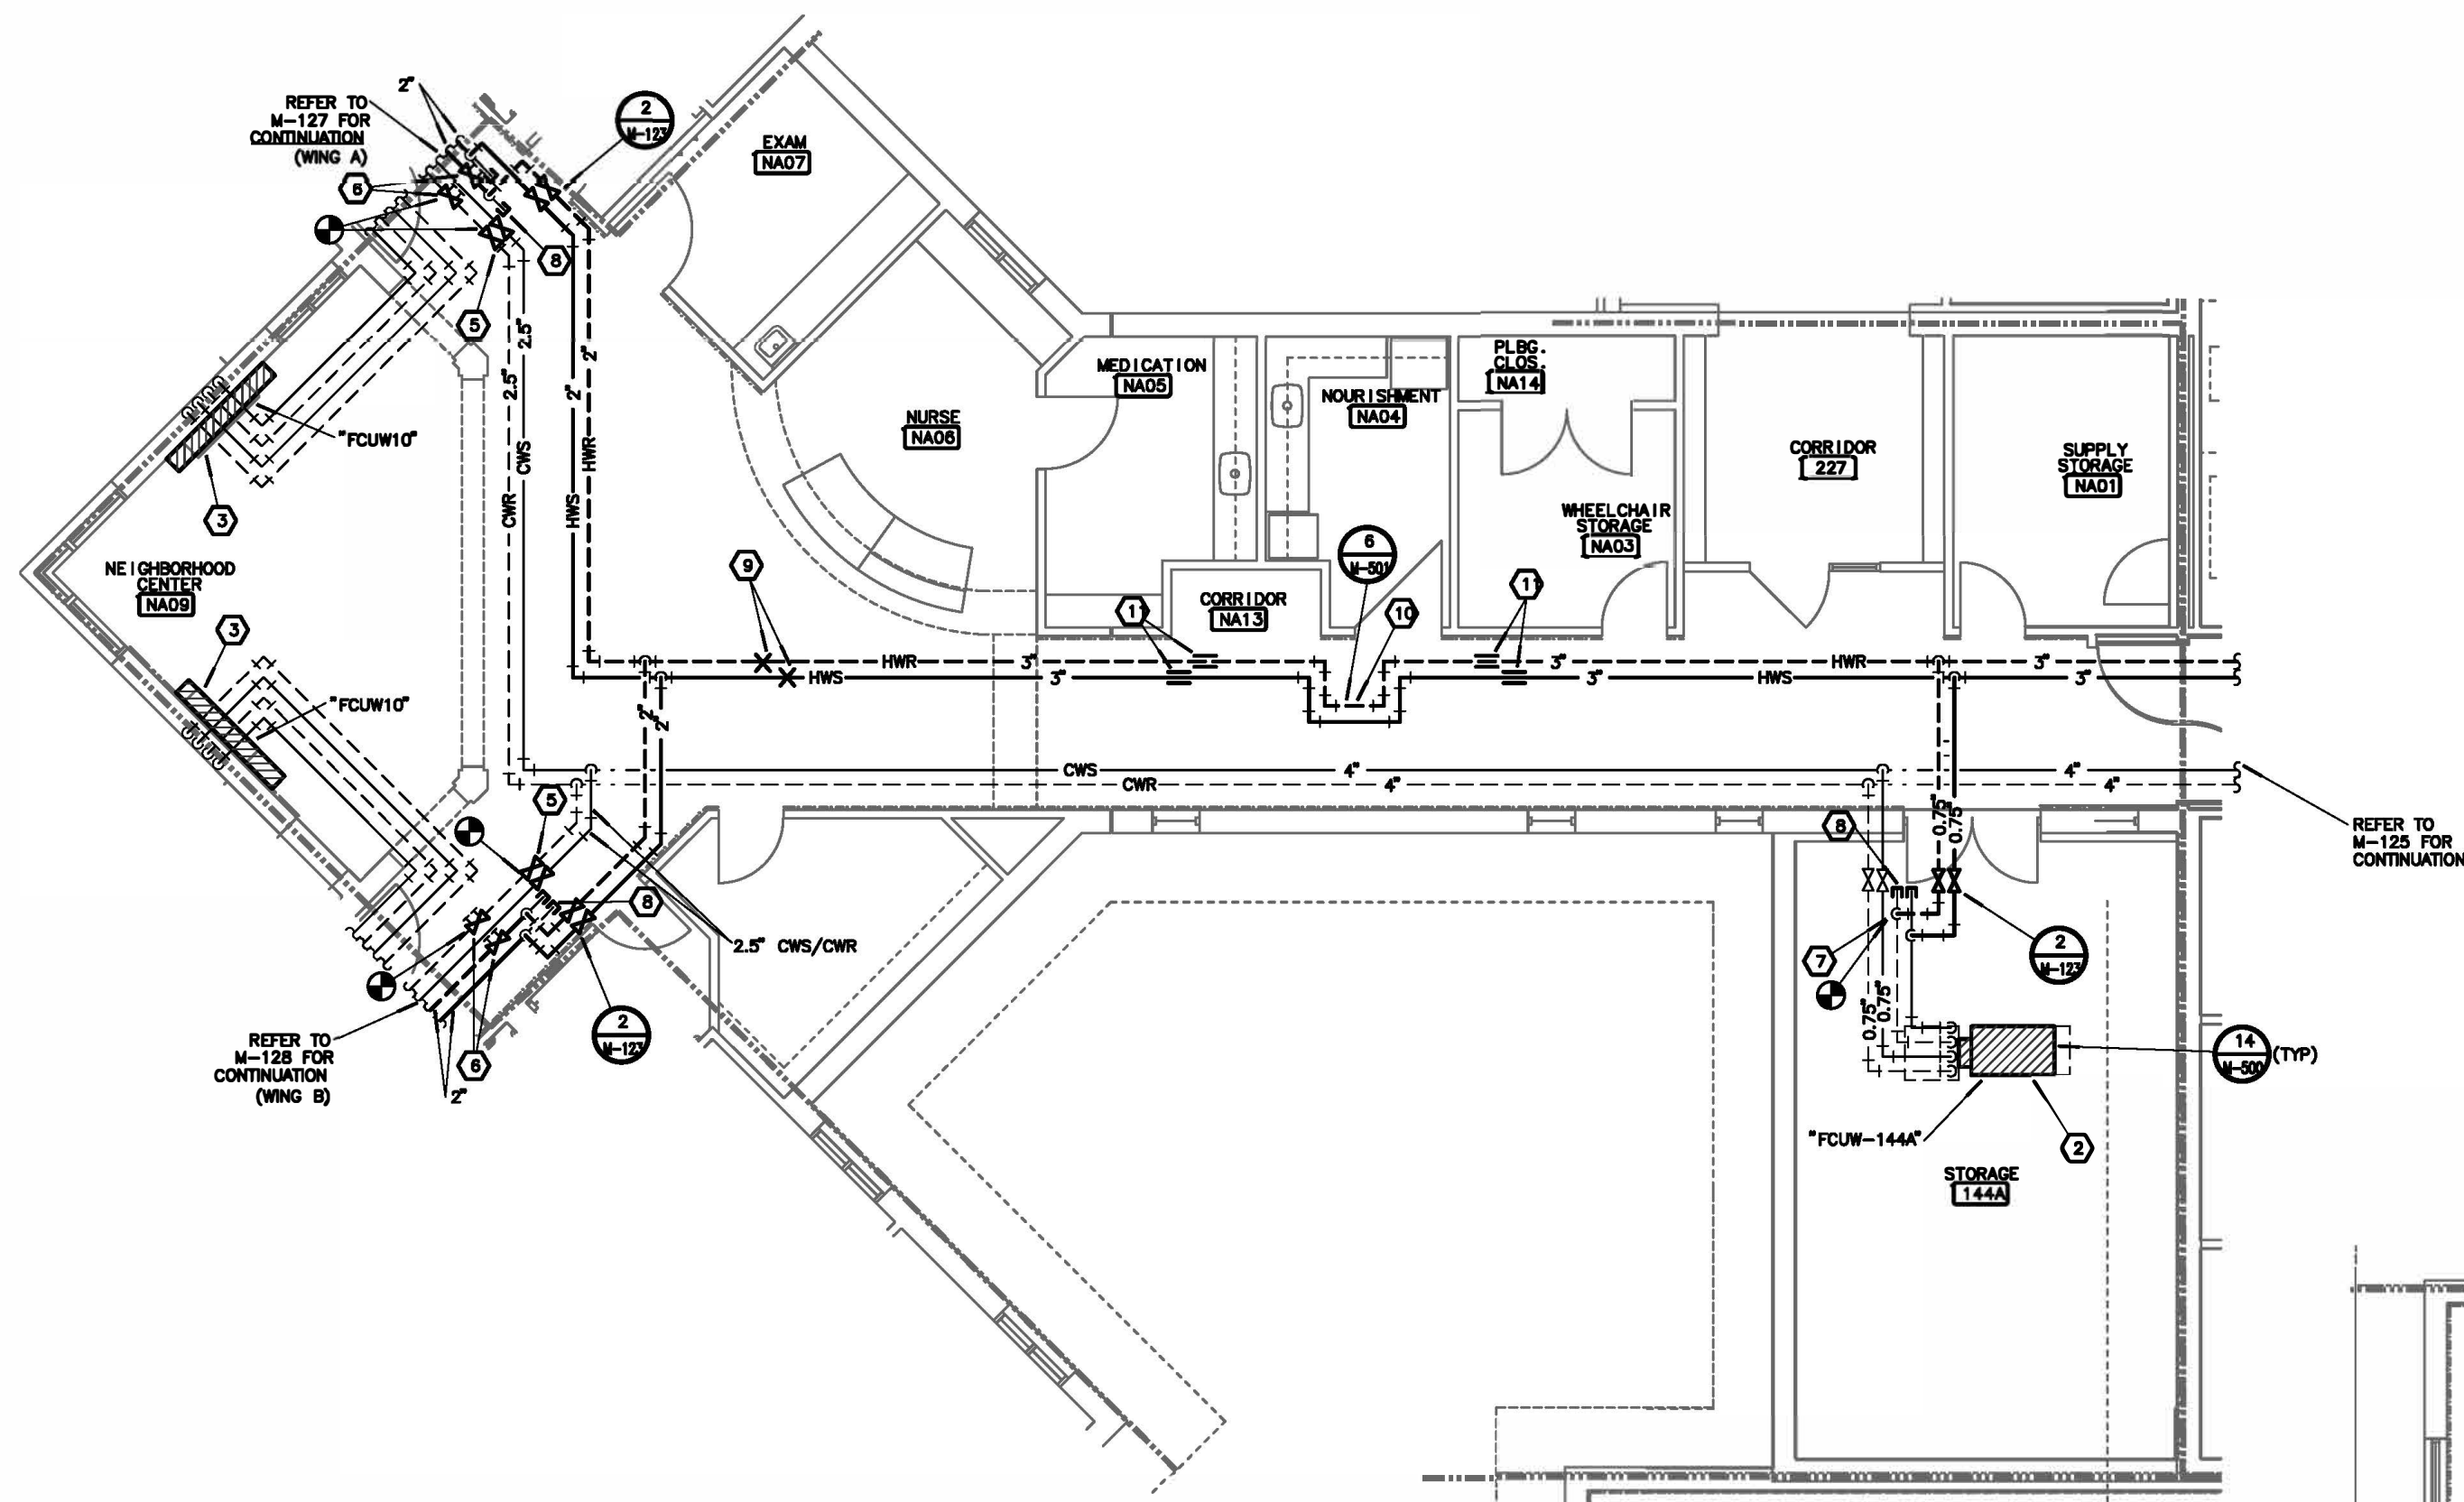 2"
REFER TO
M-127 FOR
CONTINUATION
(WING A)
6
2
M-123
EXAM
NA07
8
5
2.5"
2.5"
2"
2"
CWR
CWS
HWS
HWR
"FCUW10"
3
NURSE
NA06
MEDICATION
NA05
NOURISHMENT
NA04
PLBG.
CLOS.
NA14
CORRIDOR
227
SUPPLY
STORAGE
NA01
WHEELCHAIR
STORAGE
NA03
6
M-501
9
11
CORRIDOR
NA13
10
11
NEIGHBORHOOD
CENTER
NA09
3
"FCUW10"
HWR
3"
3"
HWR
3"
HWS
3"
3"
HWS
3"
2"
2"
CWS
4"
4"
CWR
4"
4"
5
8
2.5" CWS/CWR
6
2
M-123
REFER TO
M-128 FOR
CONTINUATION
(WING B)
2"
8
0.75"
0.75"
REFER TO
M-125 FOR
CONTINUATION
7
2
M-123
0.75"
0.75"
14
M-500
(TYP)
"FCUW-144A"
2
STORAGE
144A